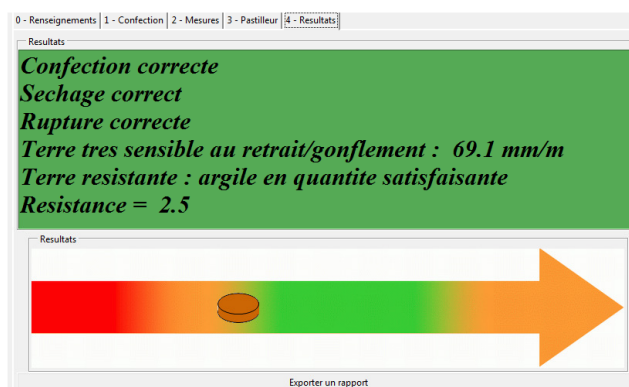 0 - Renseignements 1 - Confection 2 - Mesures 3 - Pastilleur 4 - Resultats
Resultats
Confection correcte
Sechage correct
Rupture correcte
Terre tres sensible au retrait/gonflement : 69.1 mm/m
Terre resistante : argile en quantite satisfaisante
Resistance = 2.5
Resultats
Exporter un rapport